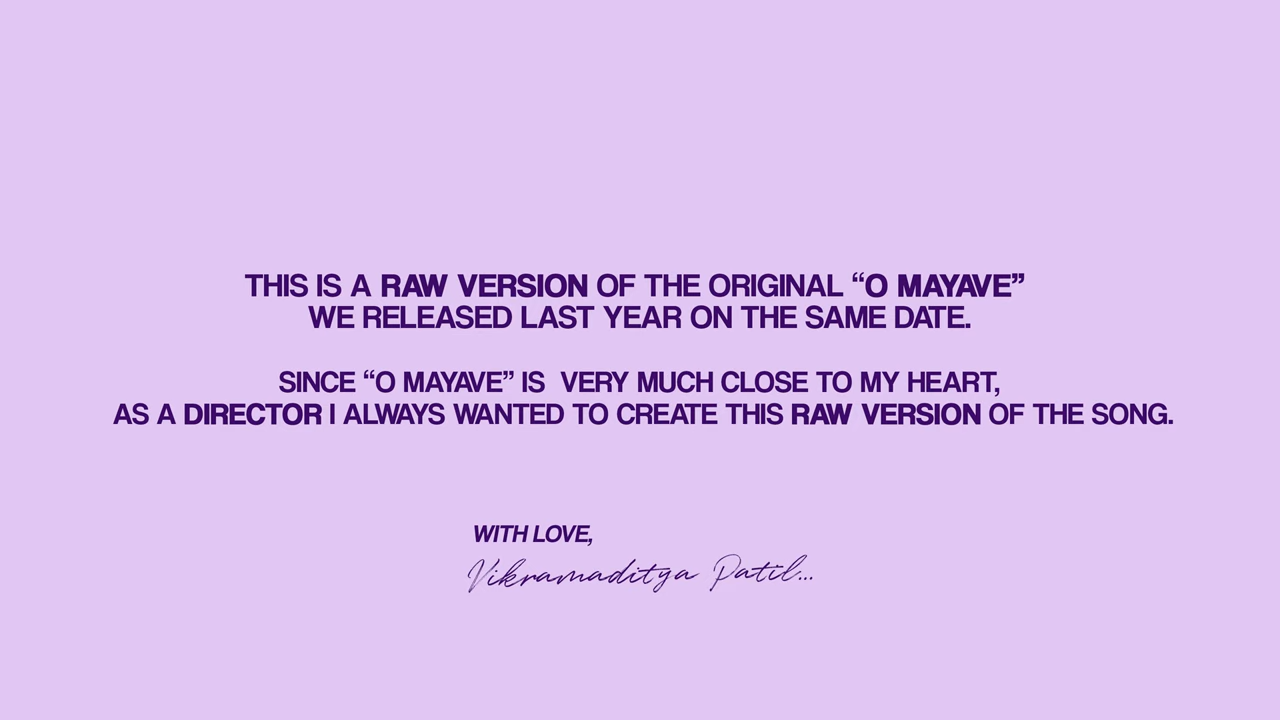 THIS IS A RAW VERSION OF THE ORIGINAL “O MAYAVE”
WE RELEASED LAST YEAR ON THE SAME DATE.
SINCE “O MAYAVE” IS  VERY MUCH CLOSE TO MY HEART,
AS A DIRECTOR I ALWAYS WANTED TO CREATE THIS RAW VERSION OF THE SONG.
WITH LOVE,
Vikramaditya Patil...